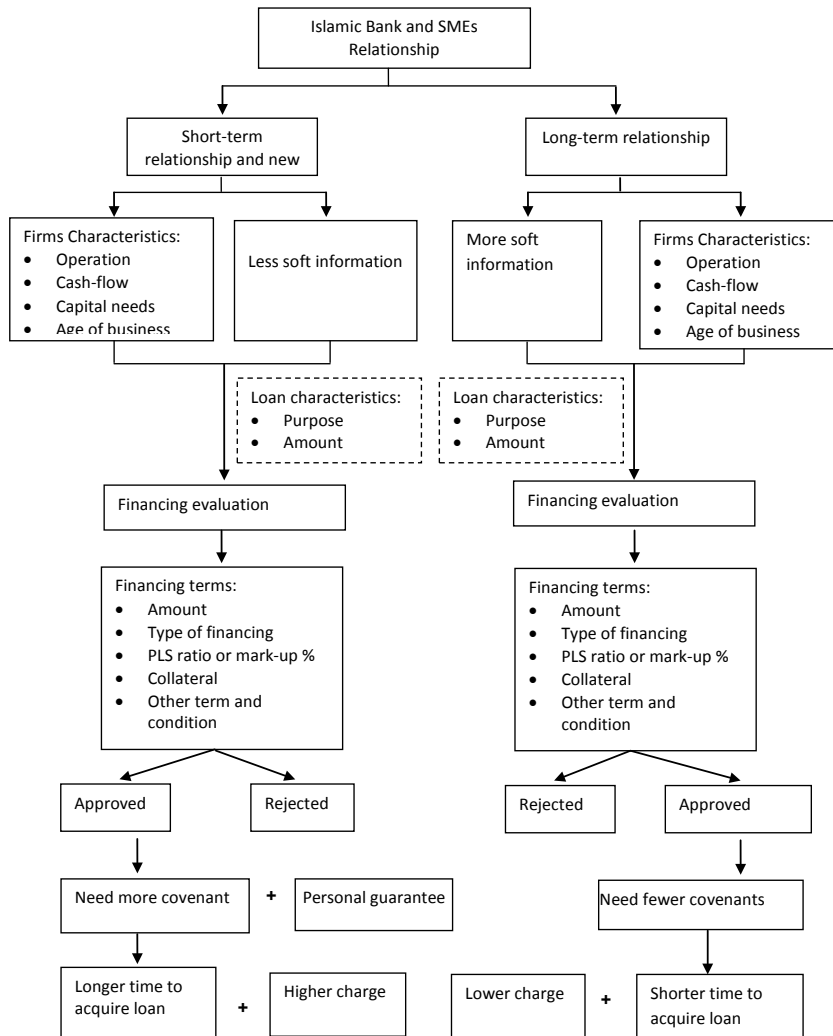 Islamic Bank and SMEs
Relationship
Short-term
relationship and new
Long-term relationship
Firms Characteristics:
• Operation
• Cash-flow
• Capital needs
• Age of business
Less soft information
More soft
information
Firms Characteristics:
• Operation
• Cash-flow
• Capital needs
• Age of business
Loan characteristics:
• Purpose
• Amount
Loan characteristics:
• Purpose
• Amount
Financing evaluation
Financing evaluation
Financing terms:
• Amount
• Type of financing
• PLS ratio or mark-up %
• Collateral
• Other term and
condition
Financing terms:
• Amount
• Type of financing
• PLS ratio or mark-up %
• Collateral
• Other term and
condition
Approved
Rejected
Rejected
Approved
Need more covenant
+
Personal guarantee
Need fewer covenants
Longer time to
acquire loan
+
Higher charge
Lower charge
+
Shorter time to
acquire loan